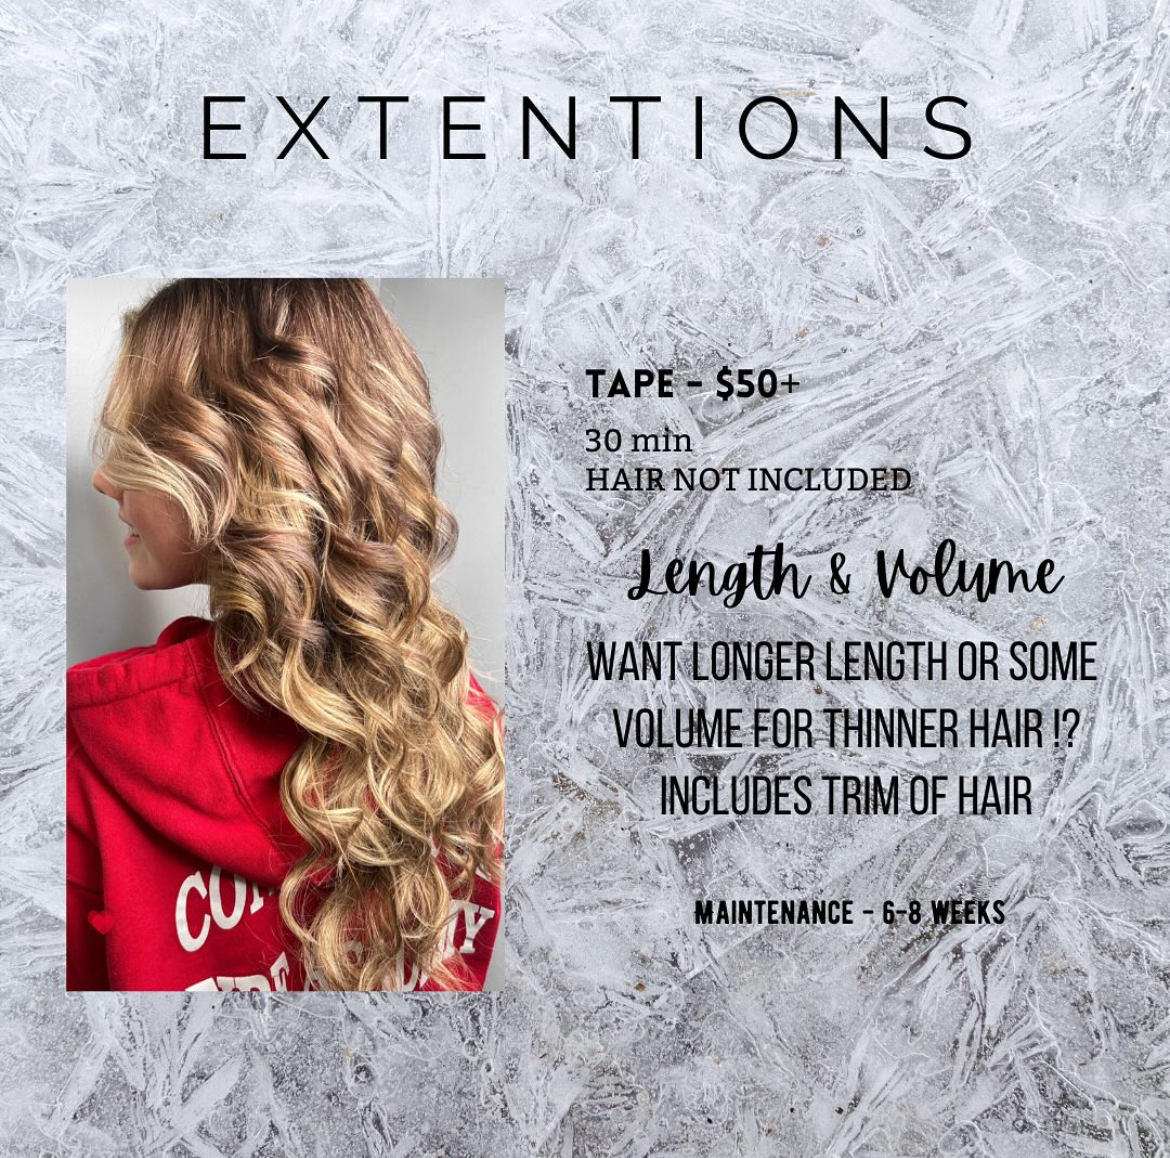 EXTENTIONS
TAPE - $50+
30 min
HAIR NOT INCLUDED
Length & Volume
WANT LONGER LENGTH OR SOME
VOLUME FOR THINNER HAIR !?
INCLUDES TRIM OF HAIR
MAINTENANCE - 6-8 WEEKS